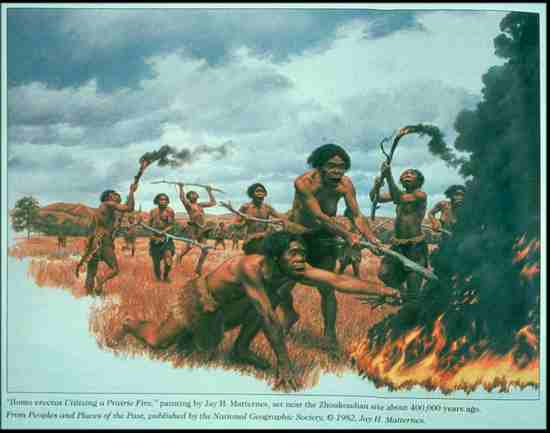 "Homo erectus Utilizing a Prairie Fire," painting by Jay H. Matternes, set near the Zhoukoudian site about 400,000 years ago.
From Peoples and Places of the Past, published by the National Geographic Society, © 1982, Jay H. Matternes.